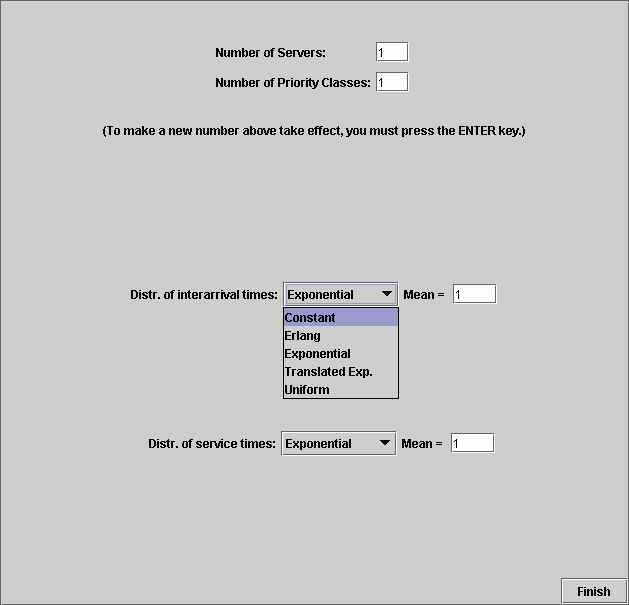 Number of Servers: 1
Number of Priority Classes: 1
(To make a new number above take effect, you must press the ENTER key.)
Distr. of interarrival times: Exponential Mean = 1
Constant
Erlang
Exponential
Translated Exp.
Uniform
Distr. of service times: Exponential Mean = 1
Finish